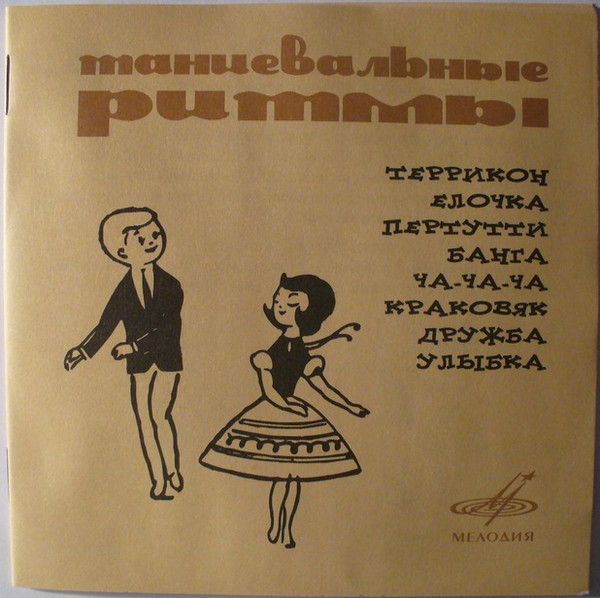 танцевальные
ритмы
ТЕРРИКОН
ЕЛОЧКА
ПЕРТУТТИ
БАНГА
ЧА-ЧА-ЧА
КРАКОВЯК
ДРУЖБА
УЛЫБКА
МЕЛОДИЯ